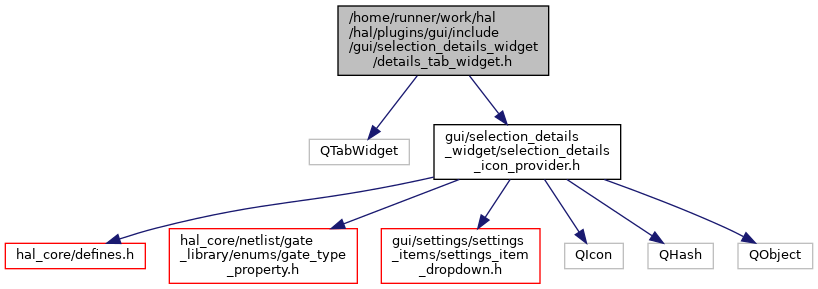 /home/runner/work/hal
/hal/plugins/gui/include
/gui/selection_details_widget
/details_tab_widget.h
QTabWidget
gui/selection_details
_widget/selection_details
_icon_provider.h
hal_core/defines.h
hal_core/netlist/gate
_library/enums/gate_type
_property.h
gui/settings/settings
_items/settings_item
_dropdown.h
QIcon
QHash
QObject